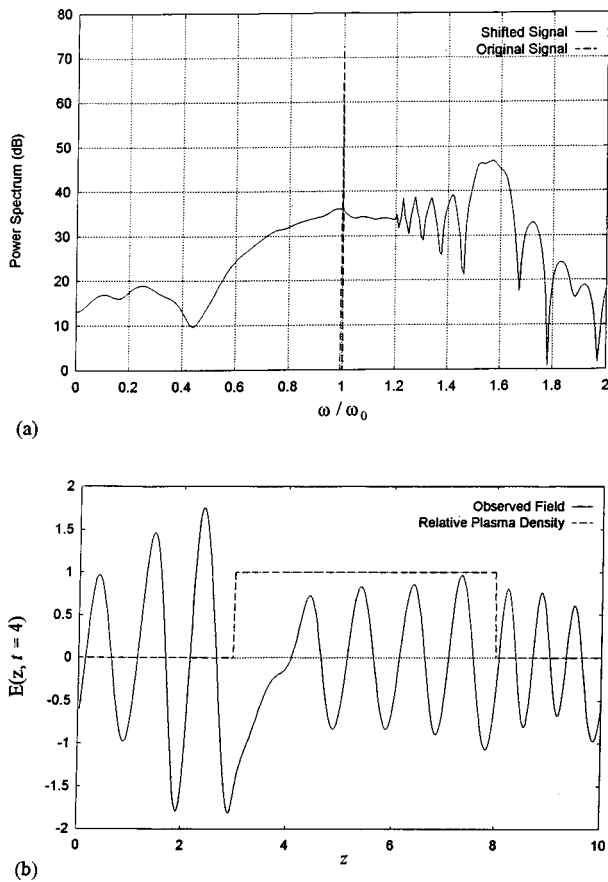 80
70
60
50
40
30
20
10
0
Power Spectrum (dB)
Shifted Signal
Original Signal
0 0.2 0.4 0.6 0.8 1 1.2 1.4 1.6 1.8 2
ω / ω0
(a)
2
1.5
1
0.5
0
-0.5
-1
-1.5
-2
E(z, t = 4)
Observed Field
Relative Plasma Density
0 2 4 6 8 10
z
(b)